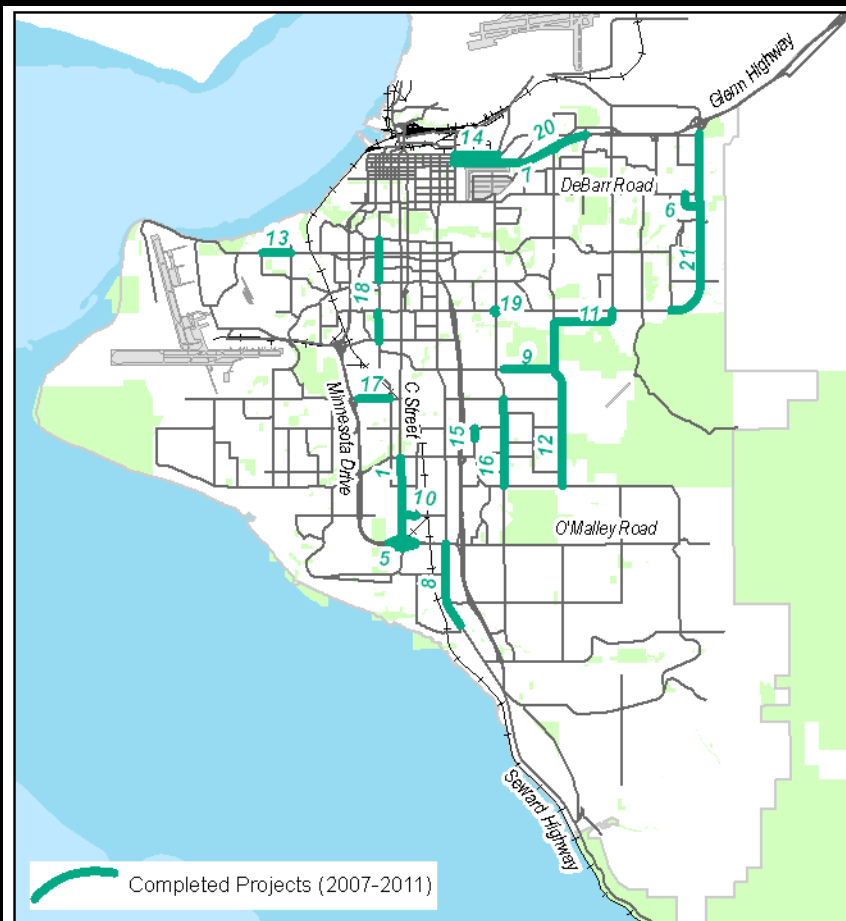 Glenn Highway
14
20
7
DeBarr Road
6
13
21
18
19
11
9
17
C Street
Minnesota Drive
15
16
12
1
10
O'Malley Road
5
8
Seward Highway
Completed Projects (2007-2011)